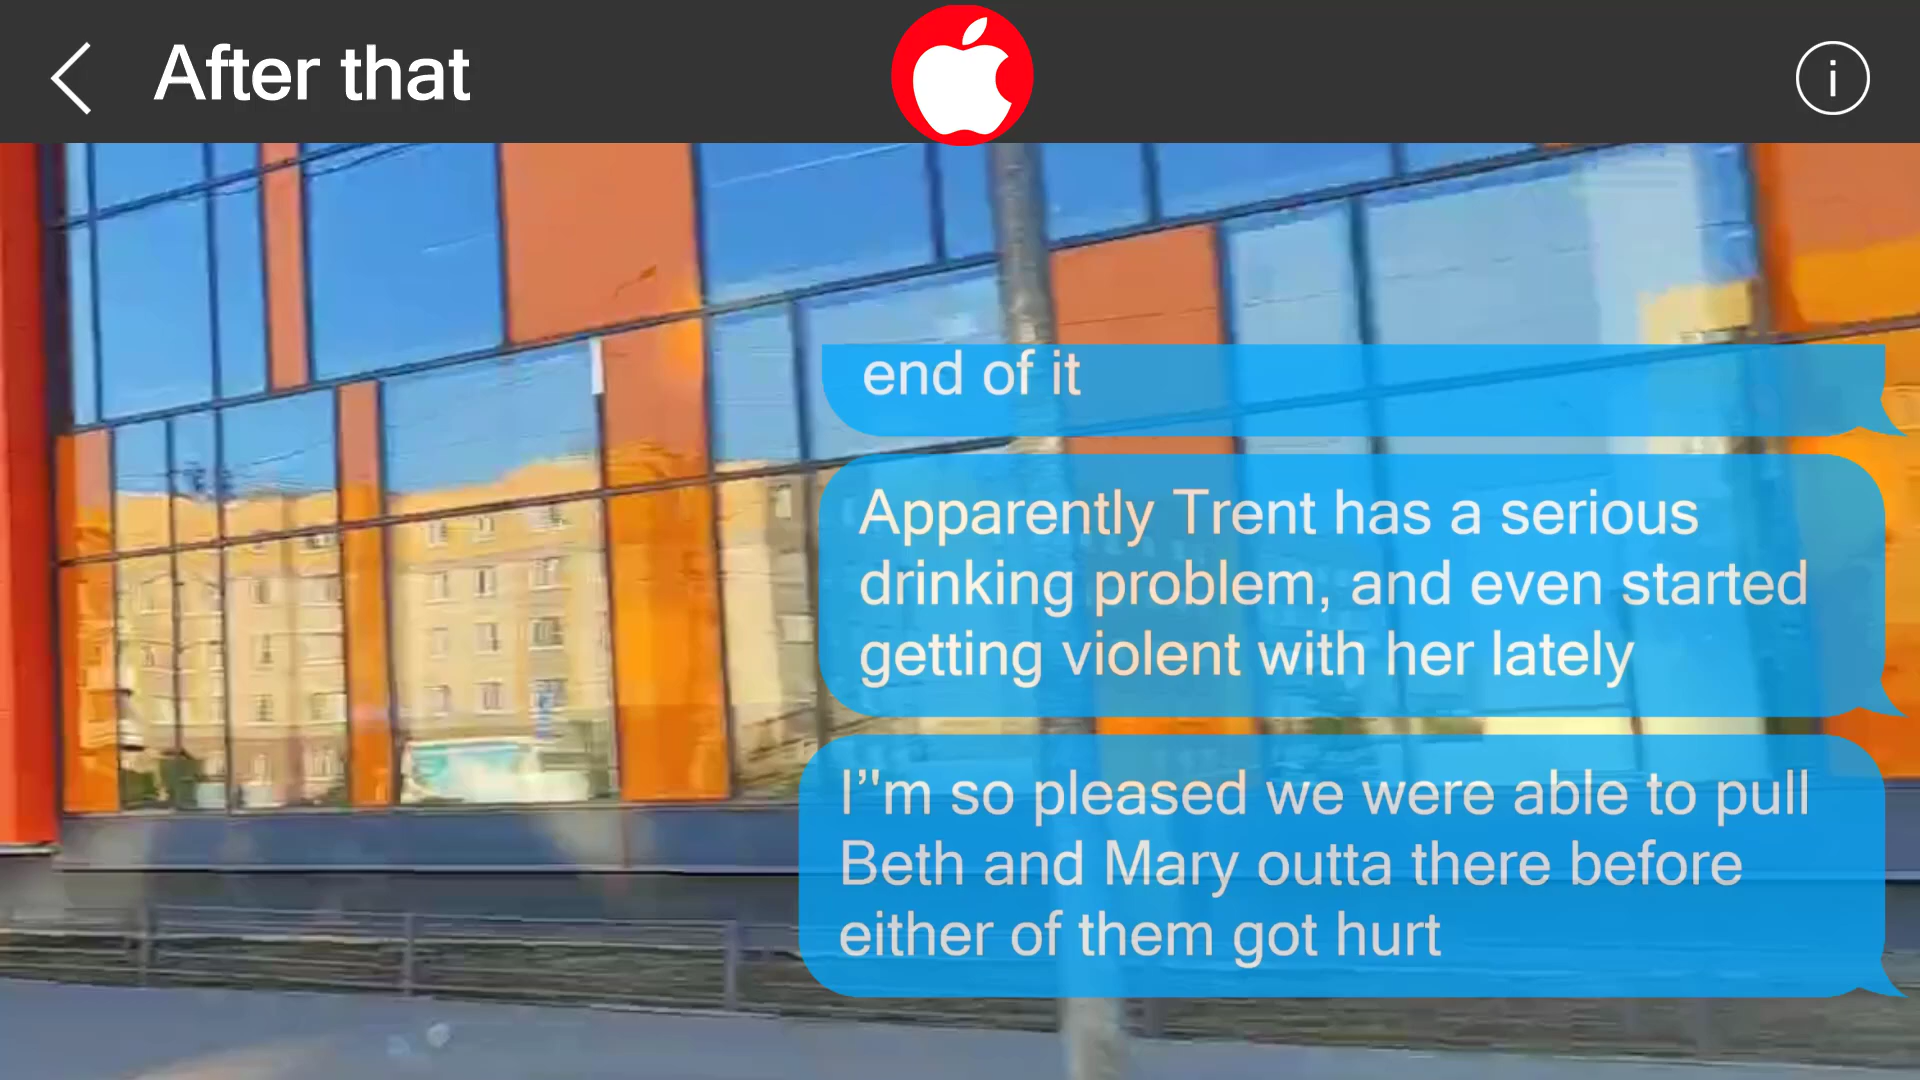 After that
end of it
Apparently Trent has a serious
drinking problem, and even started
getting violent with her lately
I''"m so pleased we were able to pull
Beth and Mary outta there before
either of them got hurt